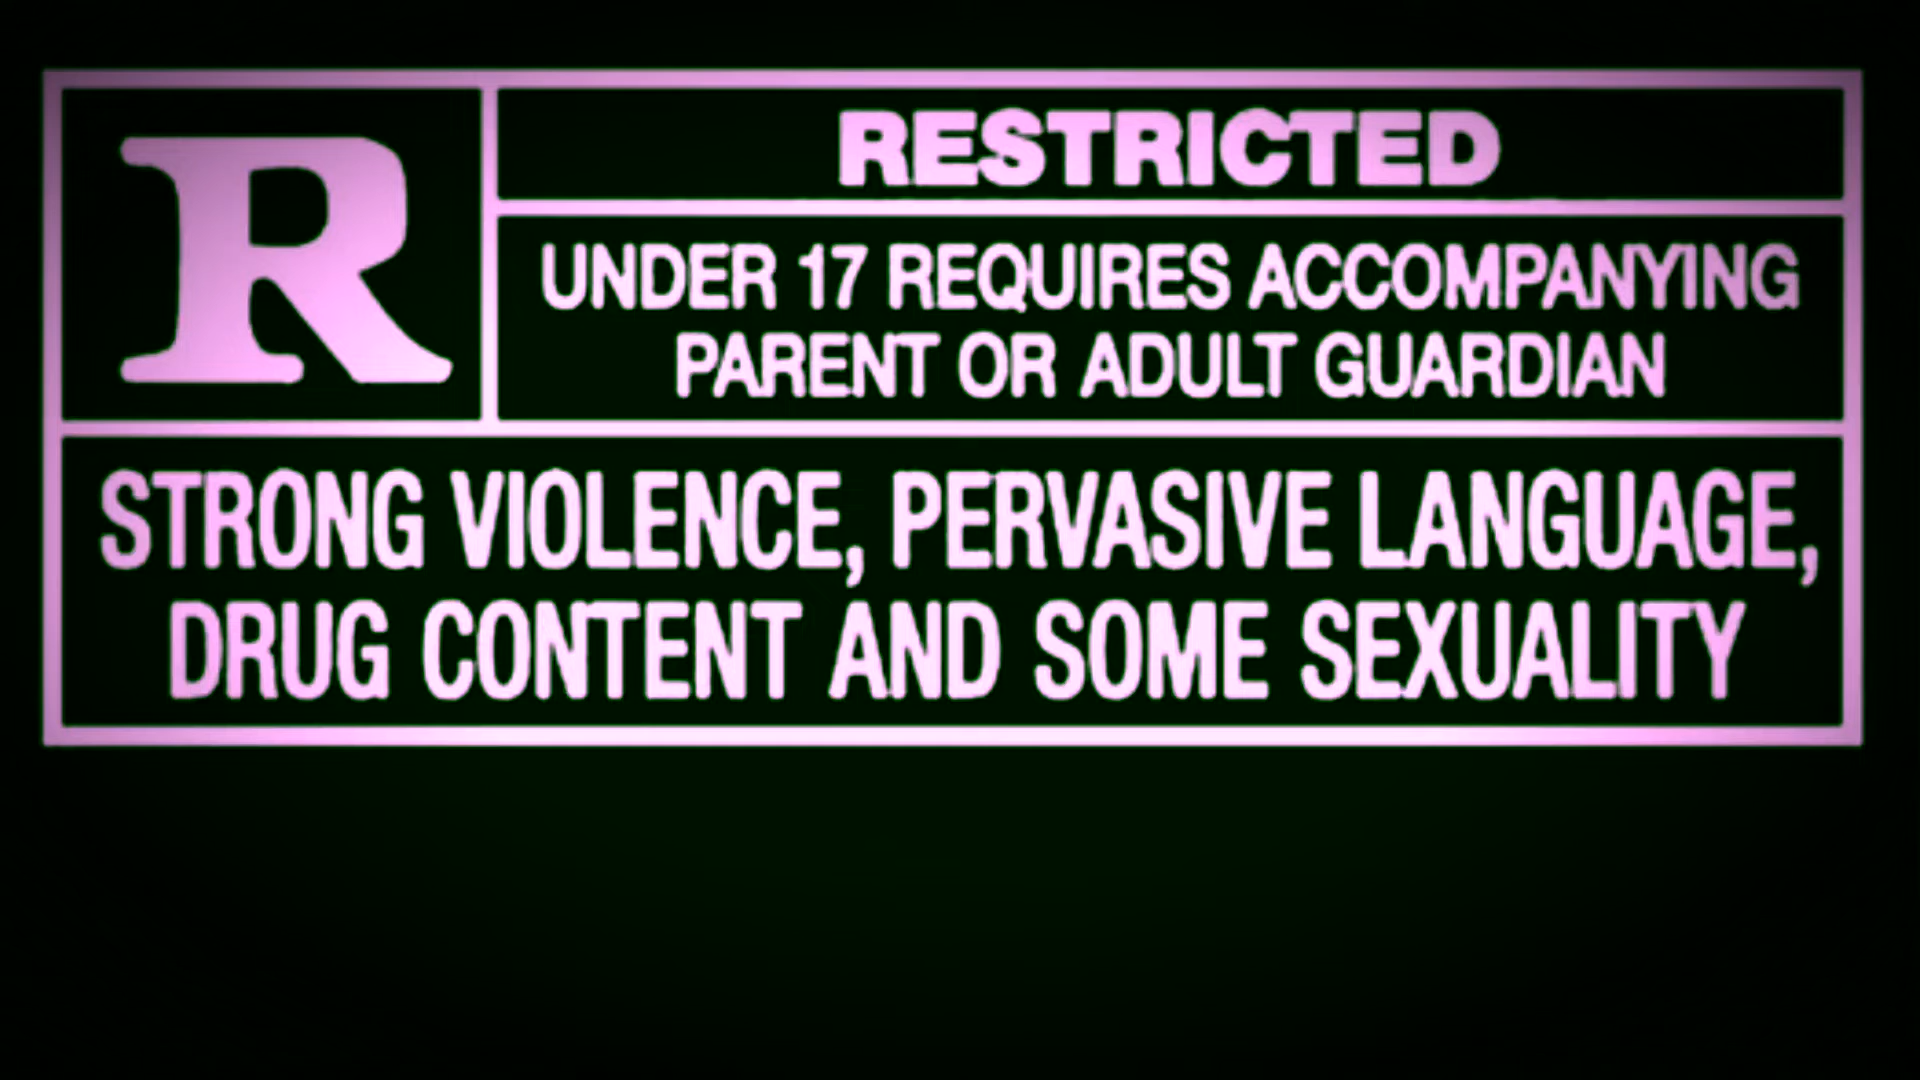 R
RESTRICTED
UNDER 17 REQUIRES ACCOMPANYING
PARENT OR ADULT GUARDIAN
STRONG VIOLENCE, PERVASIVE LANGUAGE,
DRUG CONTENT AND SOME SEXUALITY